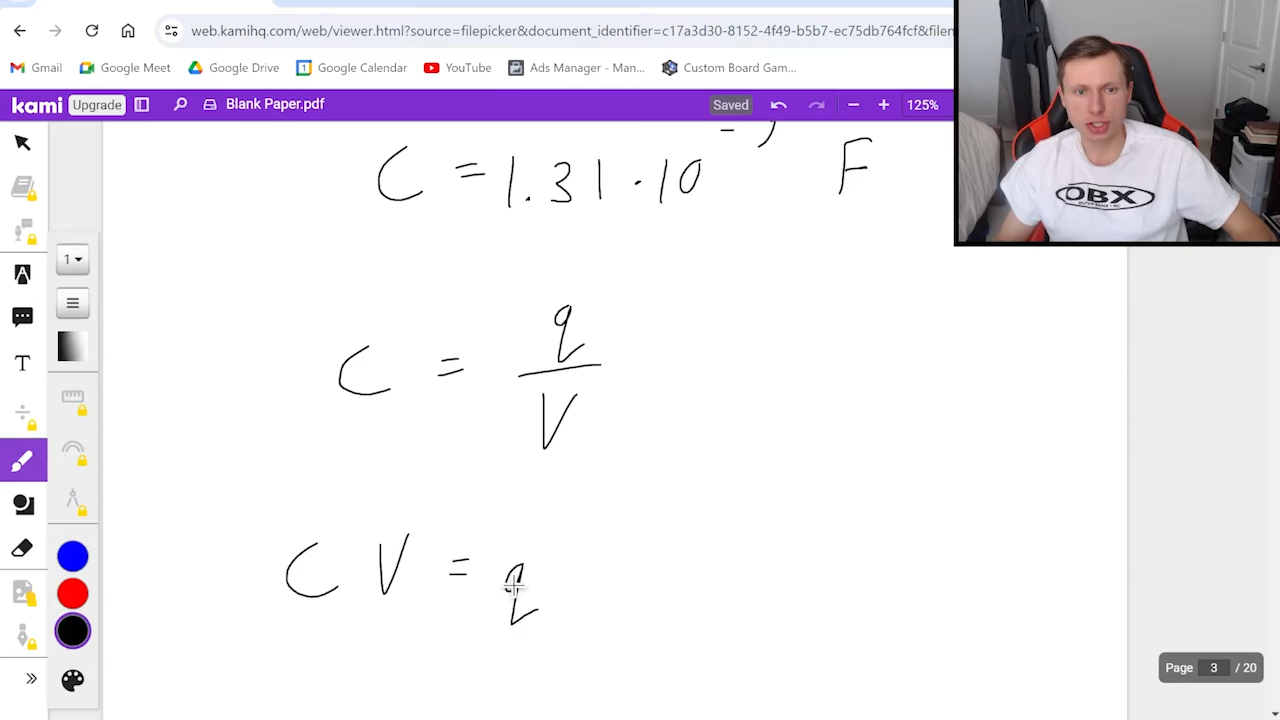 web.kamihq.com/web/viewer.html?source=filepicker&document_identifier=c17a3d30-8152-4f49-b5b7-ec75db764fcf&filen
Gmail Google Meet Google Drive Google Calendar YouTube Ads Manager - Man... Custom Board Gam...
kami Upgrade Blank Paper.pdf Saved 125%
C = 1.31 · 10 F
OBX
1
C = q
V
C V = q
Page 3 / 20